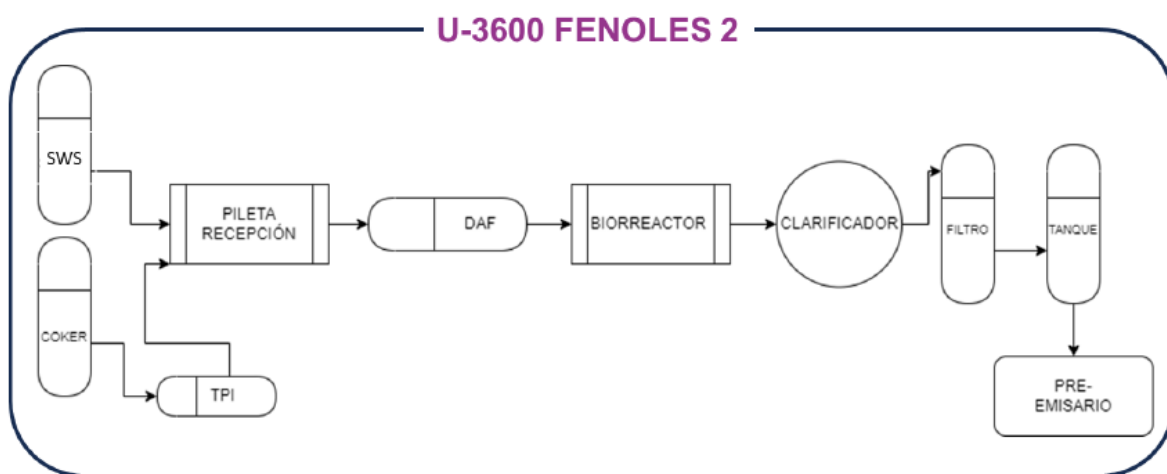 U-3600 FENOLES 2
SWS
PILETA
RECEPCIÓN
DAF
BIORREACTOR
CLARIFICADOR
FILTRO
TANQUE
COKER
TPI
PRE-
EMISARIO